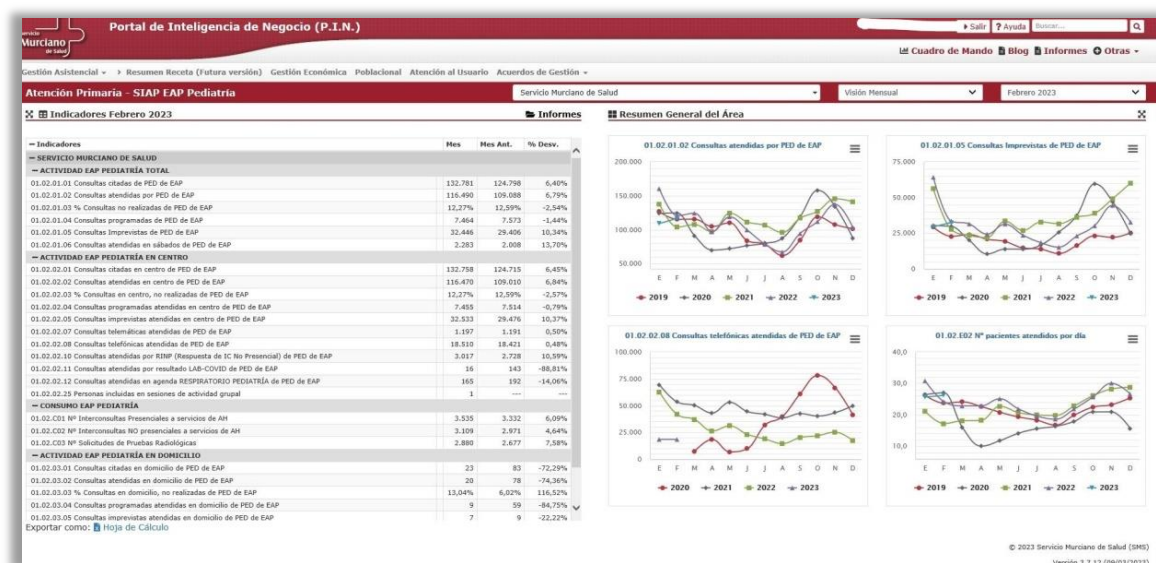 Servicio
Murciano
de Salud
Portal de Inteligencia de Negocio (P.I.N.)
Salir ? Ayuda Buscar...
Cuadro de Mando Blog Informes Otras
Gestión Asistencial > Resumen Receta (Futura versión) Gestión Económica Poblacional Atención al Usuario Acuerdos de Gestión
Atención Primaria - SIAP EAP Pediatría Servicio Murciano de Salud Visión Mensual Febrero 2023
Indicadores Febrero 2023 Informes
− Indicadores Mes Mes Ant. % Desv.
− SERVICIO MURCIANO DE SALUD
− ACTIVIDAD EAP PEDIATRÍA TOTAL
01.02.01.01 Consultas citadas de PED de EAP 132.781 124.798 6,40%
01.02.01.02 Consultas atendidas por PED de EAP 116.490 109.088 6,79%
01.02.01.03 % Consultas no realizadas de PED de EAP 12,27% 12,59% -2,54%
01.02.01.04 Consultas programadas de PED de EAP 7.464 7.573 -1,44%
01.02.01.05 Consultas Imprevistas de PED de EAP 32.446 29.406 10,34%
01.02.01.06 Consultas atendidas en sábados de PED de EAP 2.283 2.008 13,70%
− ACTIVIDAD EAP PEDIATRÍA EN CENTRO
01.02.02.01 Consultas citadas en centro de PED de EAP 132.758 124.715 6,45%
01.02.02.02 Consultas atendidas en centro de PED de EAP 116.470 109.010 6,84%
01.02.02.03 % Consultas en centro, no realizadas de PED de EAP 12,27% 12,59% -2,57%
01.02.02.04 Consultas programadas atendidas en centro de PED de EAP 7.455 7.514 -0,79%
01.02.02.05 Consultas imprevistas atendidas en centro de PED de EAP 32.533 29.476 10,37%
01.02.02.07 Consultas telemáticas atendidas de PED de EAP 1.197 1.191 0,50%
01.02.02.08 Consultas telefónicas atendidas de PED de EAP 18.510 18.421 0,48%
01.02.02.10 Consultas atendidas por RINP (Respuesta de IC No Presencial) de PED de EAP 3.017 2.728 10,59%
01.02.02.11 Consultas atendidas por resultado LAB-COVID de PED de EAP 16 143 -88,81%
01.02.02.12 Consultas atendidas en agenda RESPIRATORIO PEDIATRÍA de PED de EAP 165 192 -14,06%
01.02.02.25 Personas incluidas en sesiones de actividad grupal 1 --- ---
− CONSUMO EAP PEDIATRÍA
01.02.C01 Nº Interconsultas Presenciales a servicios de AH 3.535 3.332 6,09%
01.02.C02 Nº Interconsultas NO presenciales a servicios de AH 3.109 2.971 4,64%
01.02.C03 Nº Solicitudes de Pruebas Radiológicas 2.880 2.677 7,58%
− ACTIVIDAD EAP PEDIATRÍA EN DOMICILIO
01.02.03.01 Consultas citadas en domicilio de PED de EAP 23 83 -72,29%
01.02.03.02 Consultas atendidas en domicilio de PED de EAP 20 78 -74,36%
01.02.03.03 % Consultas en domicilio, no realizadas de PED de EAP 13,04% 6,02% 116,52%
01.02.03.04 Consultas programadas atendidas en domicilio de PED de EAP 9 59 -84,75%
01.02.03.05 Consultas imprevistas atendidas en domicilio de PED de EAP 7 9 -22,22%
Exportar como: Hoja de Cálculo
Resumen General del Área
01.02.01.02 Consultas atendidas por PED de EAP
200.000
150.000
100.000
50.000
E F M A M J J A S O N D
2019 2020 2021 2022 2023
01.02.01.05 Consultas Imprevistas de PED de EAP
75.000
50.000
25.000
0
E F M A M J J A S O N D
2019 2020 2021 2022 2023
01.02.02.08 Consultas telefónicas atendidas de PED de EAP
100.000
75.000
50.000
25.000
0
E F M A M J J A S O N D
2020 2021 2022 2023
01.02.E02 Nº pacientes atendidos por día
40,0
30,0
20,0
10,0
E F M A M J J A S O N D
2019 2020 2021 2022 2023
© 2023 Servicio Murciano de Salud (SMS)
Versión 3.7.12 (09/03/2023)